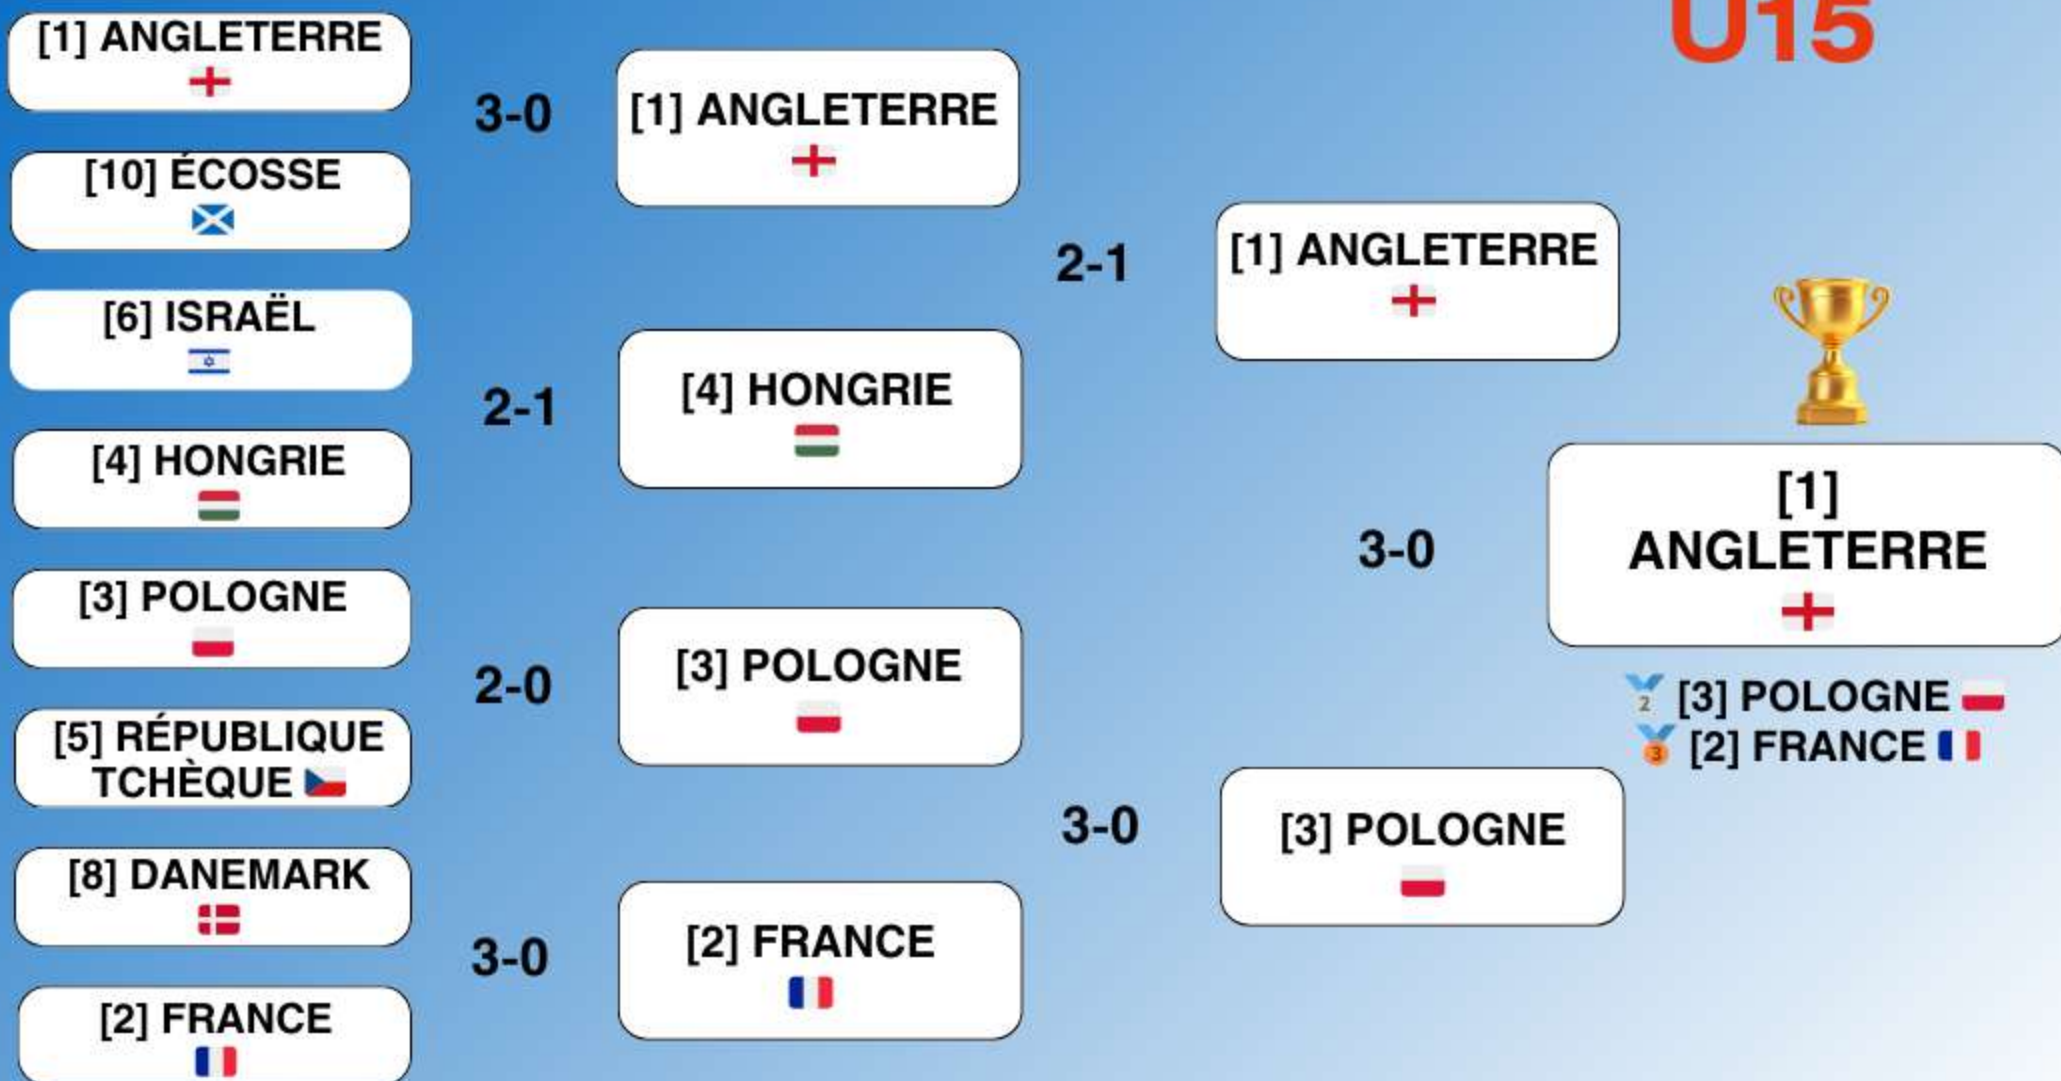 U15
[1] ANGLETERRE
[10] ÉCOSSE
[6] ISRAËL
[4] HONGRIE
[3] POLOGNE
[5] RÉPUBLIQUE
TCHÈQUE
[8] DANEMARK
[2] FRANCE
3-0
2-1
2-0
3-0
[1] ANGLETERRE
[4] HONGRIE
[3] POLOGNE
[2] FRANCE
2-1
3-0
[1] ANGLETERRE
[3] POLOGNE
3-0
[1]
ANGLETERRE
2 [3] POLOGNE
3 [2] FRANCE